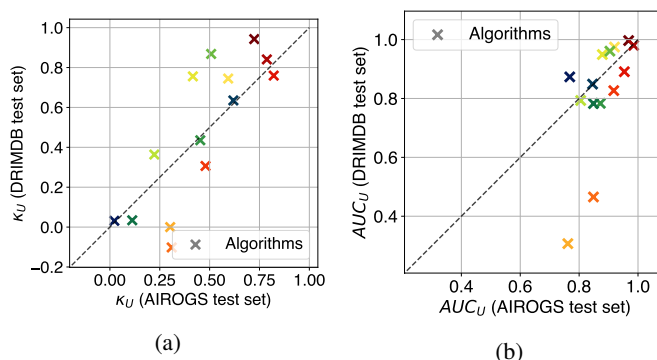 1.0
0.8
0.6
0.4
0.2
0.0
−0.2
0.00 0.25 0.50 0.75 1.00
κU (DRIMDB test set)
κU (AIROGS test set)
Algorithms
(a)
1.0
0.8
0.6
0.4
0.4 0.6 0.8 1.0
AUCU (DRIMDB test set)
AUCU (AIROGS test set)
Algorithms
(b)